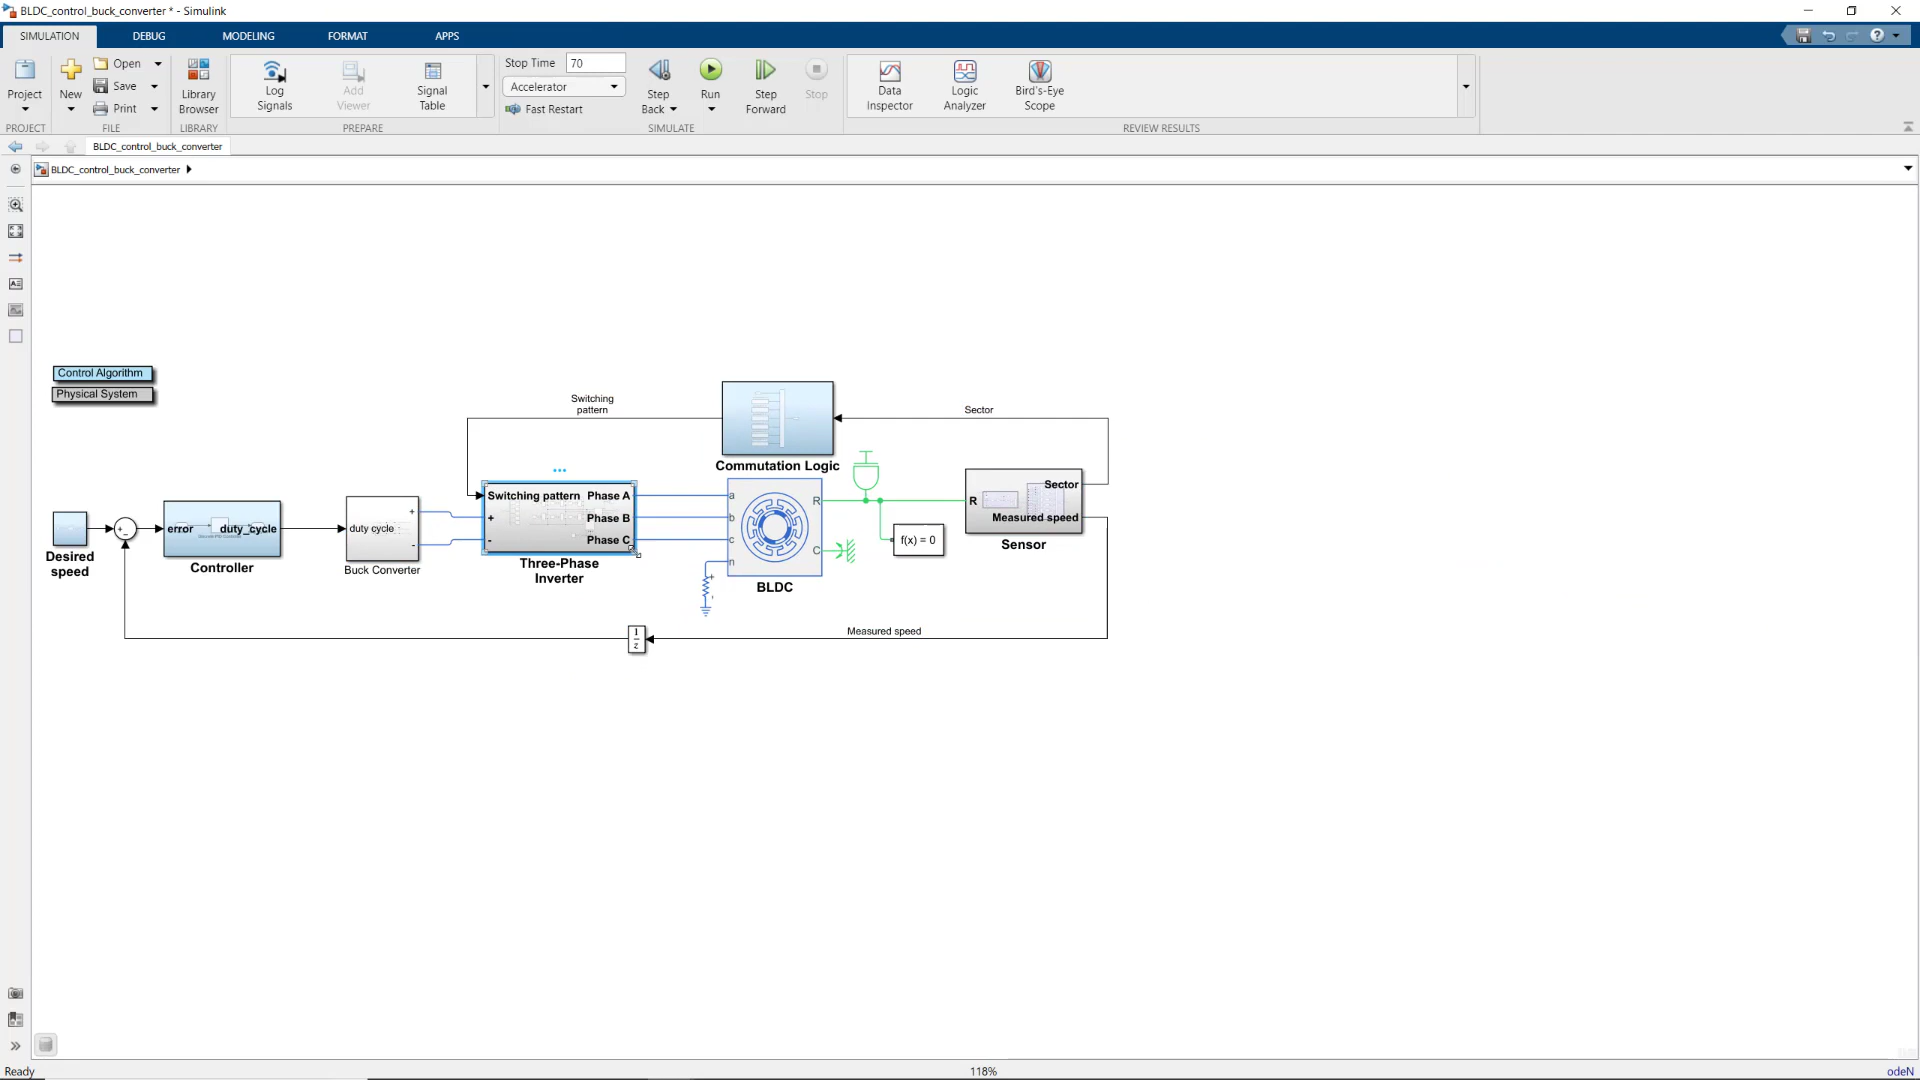 BLDC_control_buck_converter * - Simulink
SIMULATION
DEBUG
MODELING
FORMAT
APPS
Project
New
Open
Save
Print
Library
Browser
Log
Signals
Add
Viewer
Signal
Table
Stop Time 70
Accelerator
Fast Restart
Step
Back
Run
Step
Forward
Stop
Data
Inspector
Logic
Analyzer
Bird's-Eye
Scope
PROJECT
FILE
LIBRARY
PREPARE
SIMULATE
REVIEW RESULTS
BLDC_control_buck_converter
BLDC_control_buck_converter
Control Algorithm
Physical System
Switching
pattern
Sector
Commutation Logic
Desired
speed
error
duty_cycle
Controller
duty cycle
+
-
Buck Converter
Switching pattern
+
-
Phase A
Phase B
Phase C
Three-Phase
Inverter
a
b
c
n
R
C
BLDC
f(x) = 0
R
Sector
Measured speed
Sensor
1
z
Measured speed
Ready
118%
odeN